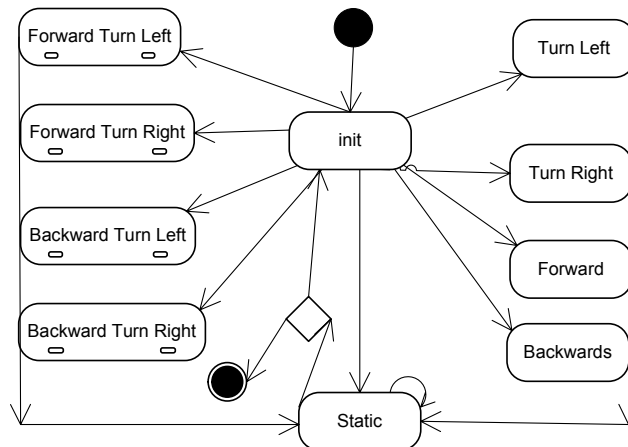 Forward Turn Left
Turn Left
Forward Turn Right
init
Turn Right
Backward Turn Left
Forward
Backward Turn Right
Backwards
Static